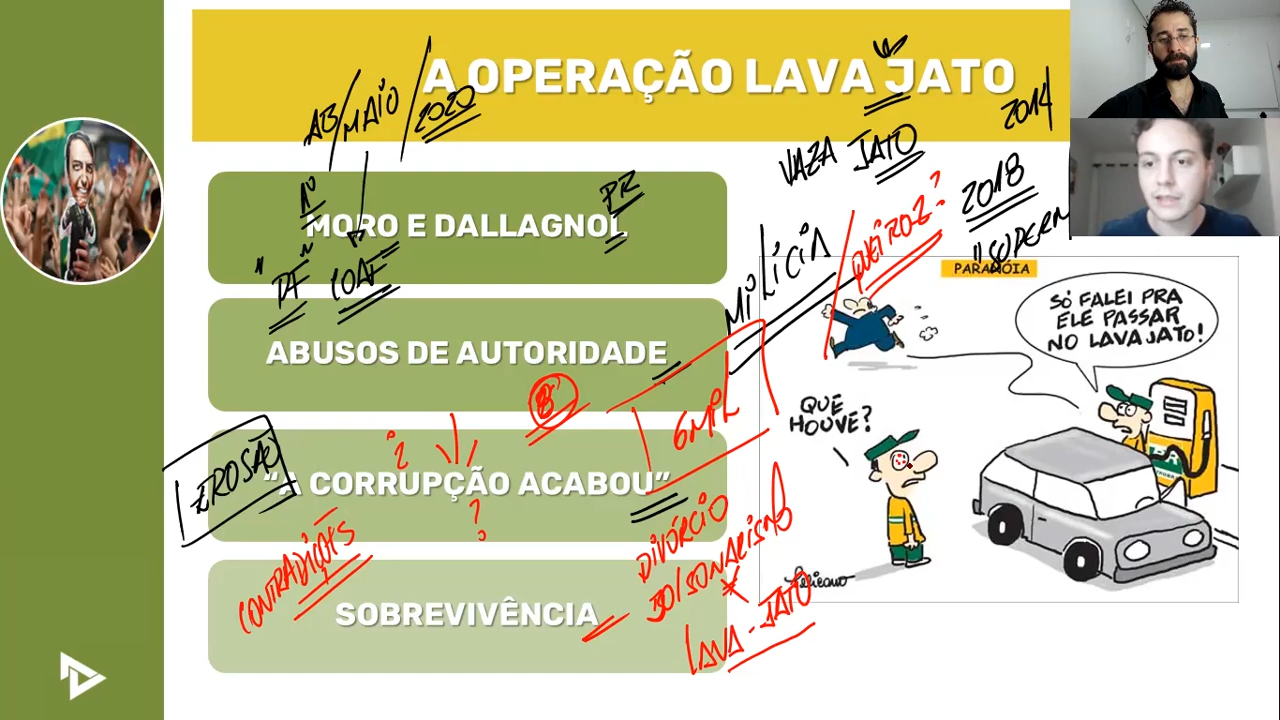 A OPERAÇÃO LAVA JATO
AB/MAIO/2020
2014
VAZA JATO
2018
1º
PR
MORO E DALLAGNOL
"PF"
COAF
MILÍCIA/QUEIROZ?
PARANÓIA
SÓ FALEI PRA
ELE PASSAR
NO LAVA JATO!
ABUSOS DE AUTORIDADE
QUE
HOUVE?
EROSÃO
"A CORRUPÇÃO ACABOU"
?
CONTRADIÇÕES
DIVÓRCIO
BOLSONARISMO
X
LAVA-JATO
SOBREVIVÊNCIA
Pelicano